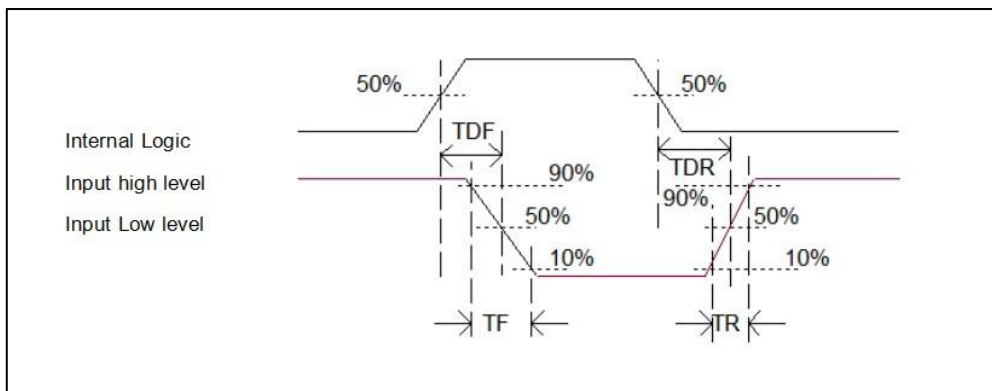 50%
50%
Internal Logic
TDF
TDR
Input high level
90%
90%
Input Low level
50%
50%
10%
10%
TF
TR